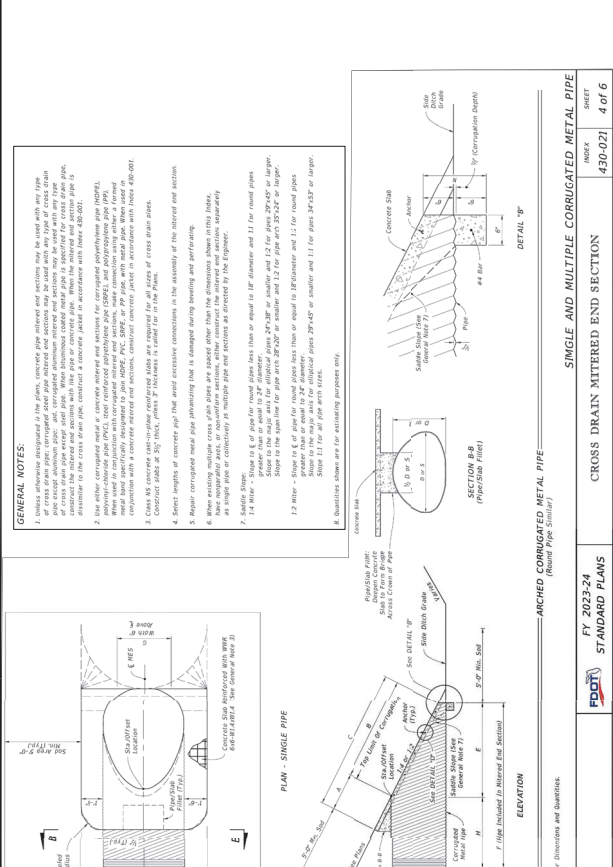 GENERAL NOTES:
1. Unless otherwise designated in the plans, concrete pipe mitered end sections may be used with any type
of cross drain pipe; corrugated steel pipe mitered end sections may be used with any type of cross drain
pipe except aluminum pipe; and, corrugated aluminum mitered end sections may be used with any type
of cross drain pipe except steel pipe. When bituminous coated metal pipe is specified for cross drain pipe,
construct the mitered end sections with like pipe or concrete pipe. When the mitered end section pipe is
dissimilar to the cross drain pipe, construct a concrete jacket in accordance with Index 430-001.
2. Use either corrugated metal or concrete mitered end sections for corrugated polyethylene pipe (HDPE),
polyvinyl-chloride pipe (PVC), steel reinforced polyethylene pipe (SRPE), and polypropylene pipe (PP).
When used in conjunction with corrugated mitered end sections, make connection using either a formed
metal band specifically designed to join HDPE, PVC, SRPE, or PP pipe, with metal pipe. When used in
conjunction with a concrete mitered end sections, construct concrete jacket in accordance with Index 430-001.
3. Class NS concrete cast-in-place reinforced slabs are required for all sizes of cross drain pipes.
Construct slabs at 5½" thick, unless 3" thickness is called for in the Plans.
4. Select lengths of concrete pipe that avoid excessive connections in the assembly of the mitered end section.
5. Repair corrugated metal pipe galvanizing that is damaged during beveling and perforating.
6. When existing multiple cross drain pipes are spaced other than the dimensions shown in this Index,
have nonparallel axes, or non-uniform sections, either construct the mitered end sections separately
as single pipe or collectively as multiple pipe end sections as directed by the Engineer.
7. Saddle Slope:
1:4 Miter ~ Slope to ℄ of pipe for round pipes less than or equal to 18" diameter and 1:1 for round pipes
greater than or equal to 24" diameter.
Slope to the major axis for elliptical pipes 24"x38" or smaller and 1:2 for pipes 29"x45" or larger.
Slope to the span line for pipe arch 28"x20" or smaller and 1:2 for pipe arch 35"x24" or larger.
1:2 Miter ~ Slope to ℄ of pipe for round pipes less than or equal to 18"diameter and 1:1 for round pipes
greater than or equal to 24" diameter.
Slope to the major axis for elliptical pipes 29"x45" or smaller and 1:1 for pipes 34"x53" or larger.
Slope 1:1 for all pipe arch sizes.
8. Quantities shown are for estimating purposes only.
Sod Area 5'-0"
Min. (Typ.)
Above ℄
With 6"
G
℄ MES
Sta./Offset
Location
Pipe/Slab
Fillet (Typ.)
Concrete Slab Reinforced With WWR
6x6-W1.4xW1.4 (See General Note 3)
B
E
PLAN - SINGLE PIPE
Concrete Slab
Pipe/Slab Fillet:
Deepen Concrete
Slab to Form Bridge
Across Crown of Pipe
½ D or S
D or S
SECTION B-B
(Pipe/Slab Fillet)
Concrete Slab
Anchor
Side
Ditch
Grade
6"
6"
6"
½" (Corrugation Depth)
#4 Bar
Pipe
Saddle Slope (See
General Note 7)
DETAIL "B"
Varies
Side Ditch Grade
See DETAIL "B"
Anchor
(Typ.)
Top Limit Of Corrugation
A
B
C
5'-0" Min. Sod
Sta./Offset
Location
See DETAIL "D"
Saddle Slope (See
General Note 7)
5'-0" Min. Sod
Corrugated
Metal Pipe
H
E
F (Pipe Included In Mitered End Section)
ELEVATION
ARCHED CORRUGATED METAL PIPE
(Round Pipe Similar)
SINGLE AND MULTIPLE CORRUGATED METAL PIPE
FDOT
FY 2023-24
STANDARD PLANS
CROSS DRAIN MITERED END SECTION
INDEX
430-021
SHEET
4 of 6
Dimensions and Quantities.